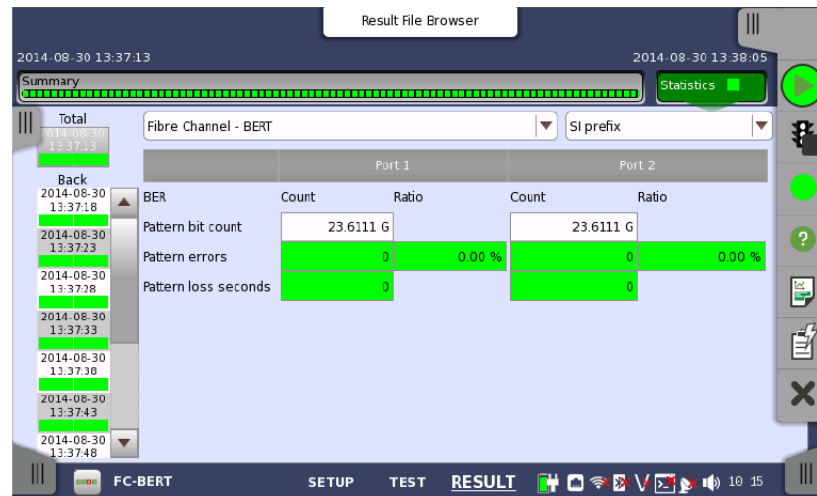 Result File Browser
2014-08-30 13:37:13
2014-08-30 13:38:05
Summary
Statistics
Total
2014-08-30
13:37:13
Fibre Channel - BERT
SI prefix
Port 1
Port 2
Back
2014-08-30
13:37:18
BER
Count
Ratio
Count
Ratio
Pattern bit count
23.6111 G
23.6111 G
2014-08-30
13:37:23
Pattern errors
0
0.00 %
0
0.00 %
2014-08-30
13:37:28
Pattern loss seconds
0
0
2014-08-30
13:37:33
2014-08-30
13:37:38
2014-08-30
13:37:43
2014-08-30
13:37:48
FC-BERT
SETUP
TEST
RESULT
10 15